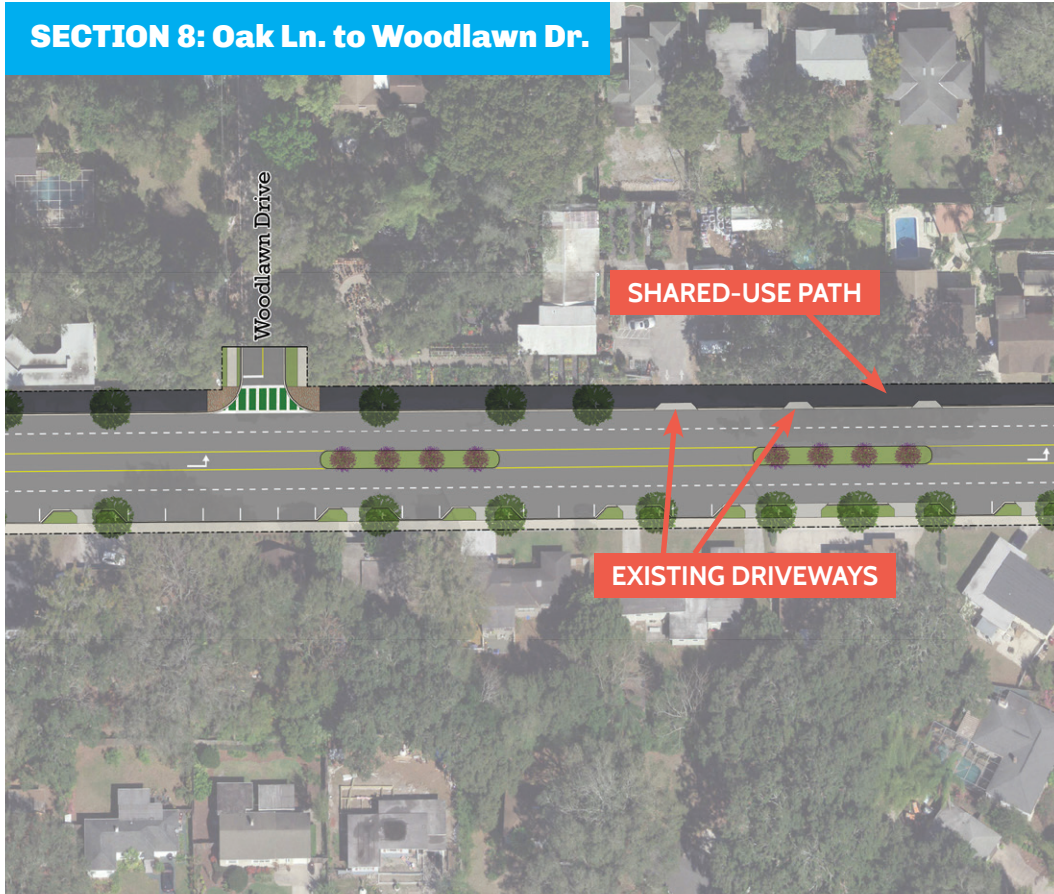 SECTION 8: Oak Ln. to Woodlawn Dr.
Woodlawn Drive
SHARED-USE PATH
EXISTING DRIVEWAYS